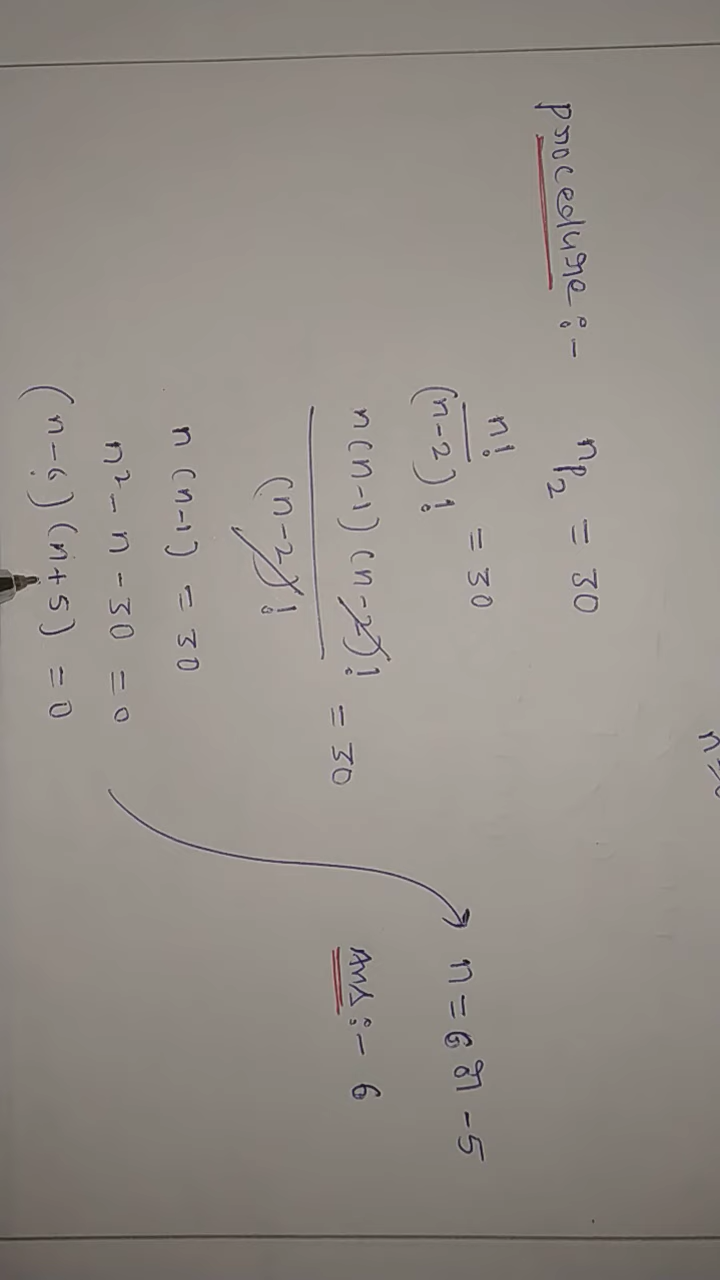 procedure :-
nP2 = 30
n! / (n-2)! = 30
n(n-1)(n-2)! / (n-2)! = 30
n(n-1) = 30
n² - n - 30 = 0
(n-6)(n+5) = 0
n = 6 or -5
Ans :- 6